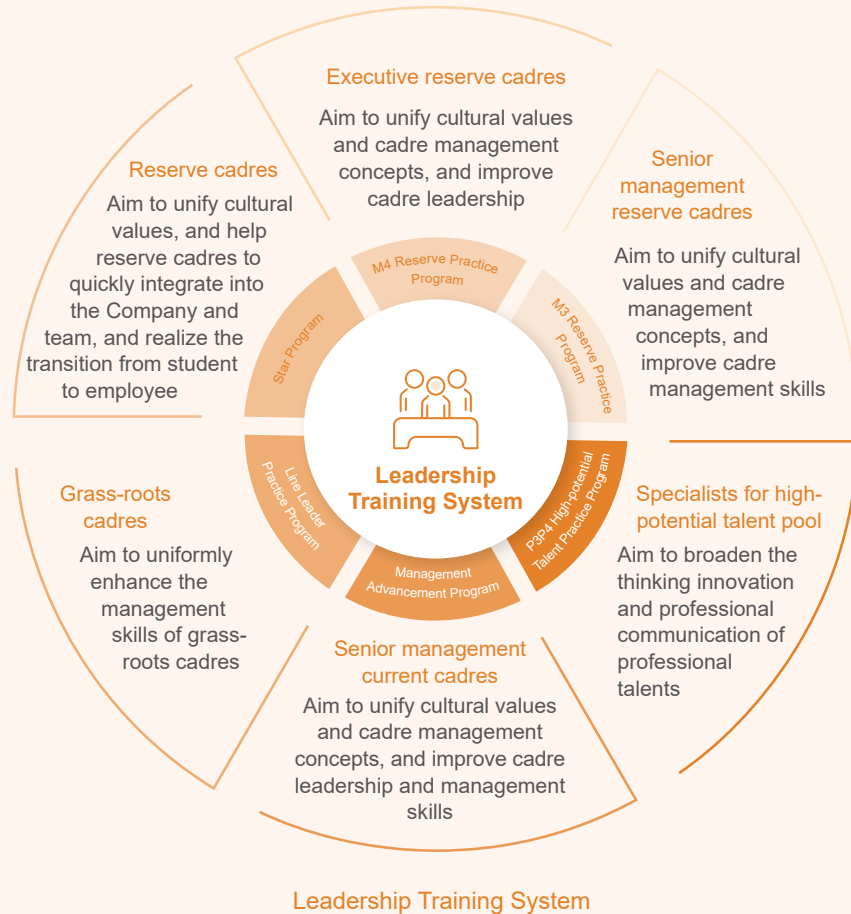 Executive reserve cadres
Aim to unify cultural values
and cadre management
concepts, and improve
cadre leadership
Senior
management
reserve cadres
Aim to unify cultural
values and cadre
management
concepts, and
improve cadre
management skills
Specialists for high-
potential talent pool
Aim to broaden the
thinking innovation
and professional
communication of
professional
talents
Senior management
current cadres
Aim to unify cultural values
and cadre management
concepts, and improve cadre
leadership and management
skills
Grass-roots
cadres
Aim to uniformly
enhance the
management
skills of grass-
roots cadres
Reserve cadres
Aim to unify cultural
values, and help
reserve cadres to
quickly integrate into
the Company and
team, and realize the
transition from student
to employee
M4 Reserve Practice
Program
M3 Reserve Practice
Program
P3P4 High-potential
Talent Practice Program
Management
Advancement Program
Line Leader
Practice Program
Star Program
Leadership
Training System
Leadership Training System